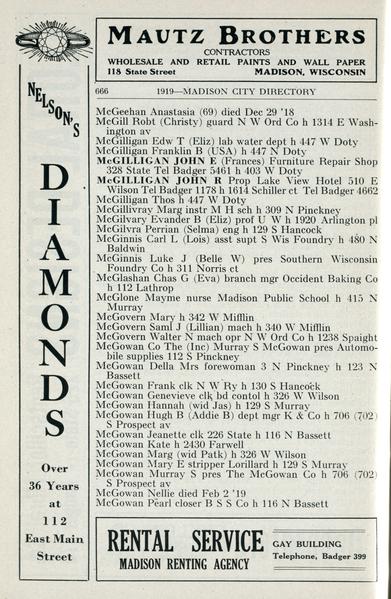 MAUTZ BROTHERS
CONTRACTORS
WHOLESALE AND RETAIL PAINTS AND WALL PAPER
118 State Street MADISON, WISCONSIN
NELSON'S
DIAMONDS
Over
36 Years
at
112
East Main
Street
666 1919—MADISON CITY DIRECTORY
McGeehan Anastasia (69) died Dec 29 '18
McGill Robt (Christy) guard N W Ord Co h 1314 E Wash-
ington av
McGilligan Edw T (Eliz) lab water dept h 447 W Doty
McGilligan Franklin B (USA) h 447 N Doty
McGILLIGAN JOHN E (Frances) Furniture Repair Shop
328 State Tel Badger 5461 h 403 W Doty
McGILLIGAN JOHN R Prop Lake View Hotel 510 E
Wilson Tel Badger 1178 h 1614 Schiller ct Tel Badger 4662
McGilligan Thos h 447 W Doty
McGillivray Marg instr M H sch h 309 N Pinckney
McGilvary Evander B (Eliz) prof U W h 1920 Arlington pl
McGilvra Perrian (Selma) eng h 129 S Hancock
McGinnis Carl L (Lois) asst supt S Wis Foundry h 480 N
Baldwin
McGinnis Luke J (Belle W) pres Southern Wisconsin
Foundry Co h 311 Norris ct
McGlashan Chas G (Eva) branch mgr Occident Baking Co
h 112 Lathrop
McGlone Mayme nurse Madison Public School h 415 N
Murray
McGovern Mary h 342 W Mifflin
McGovern Saml J (Lillian) mach h 340 W Mifflin
McGovern Walter N mach opr N W Ord Co h 1238 Spaight
McGowan Co The (Inc) Murray S McGowan pres Automo-
bile supplies 112 S Pinckney
McGowan Della Mrs forewoman 3 N Pinckney h 123 N
Bassett
McGowan Frank clk N W Ry h 130 S Hancock
McGowan Genevieve clk bd contol h 326 W Wilson
McGowan Hannah (wid Jas) h 129 S Murray
McGowan Hugh B (Addie B) dept mgr K & Co h 706 (702)
S Prospect av
McGowan Jeanette clk 226 State h 116 N Bassett
McGowan Kate h 2430 Farwell
McGowan Marg (wid Patk) h 326 W Wilson
McGowan Mary E stripper Lorillard h 129 S Murray
McGowan Murray S pres The McGowan Co h 706 (702)
S Prospect av
McGowan Nellie died Feb 2 '19
McGowan Pearl closer B S S Co h 116 N Bassett
RENTAL SERVICE
MADISON RENTING AGENCY
GAY BUILDING
Telephone, Badger 399